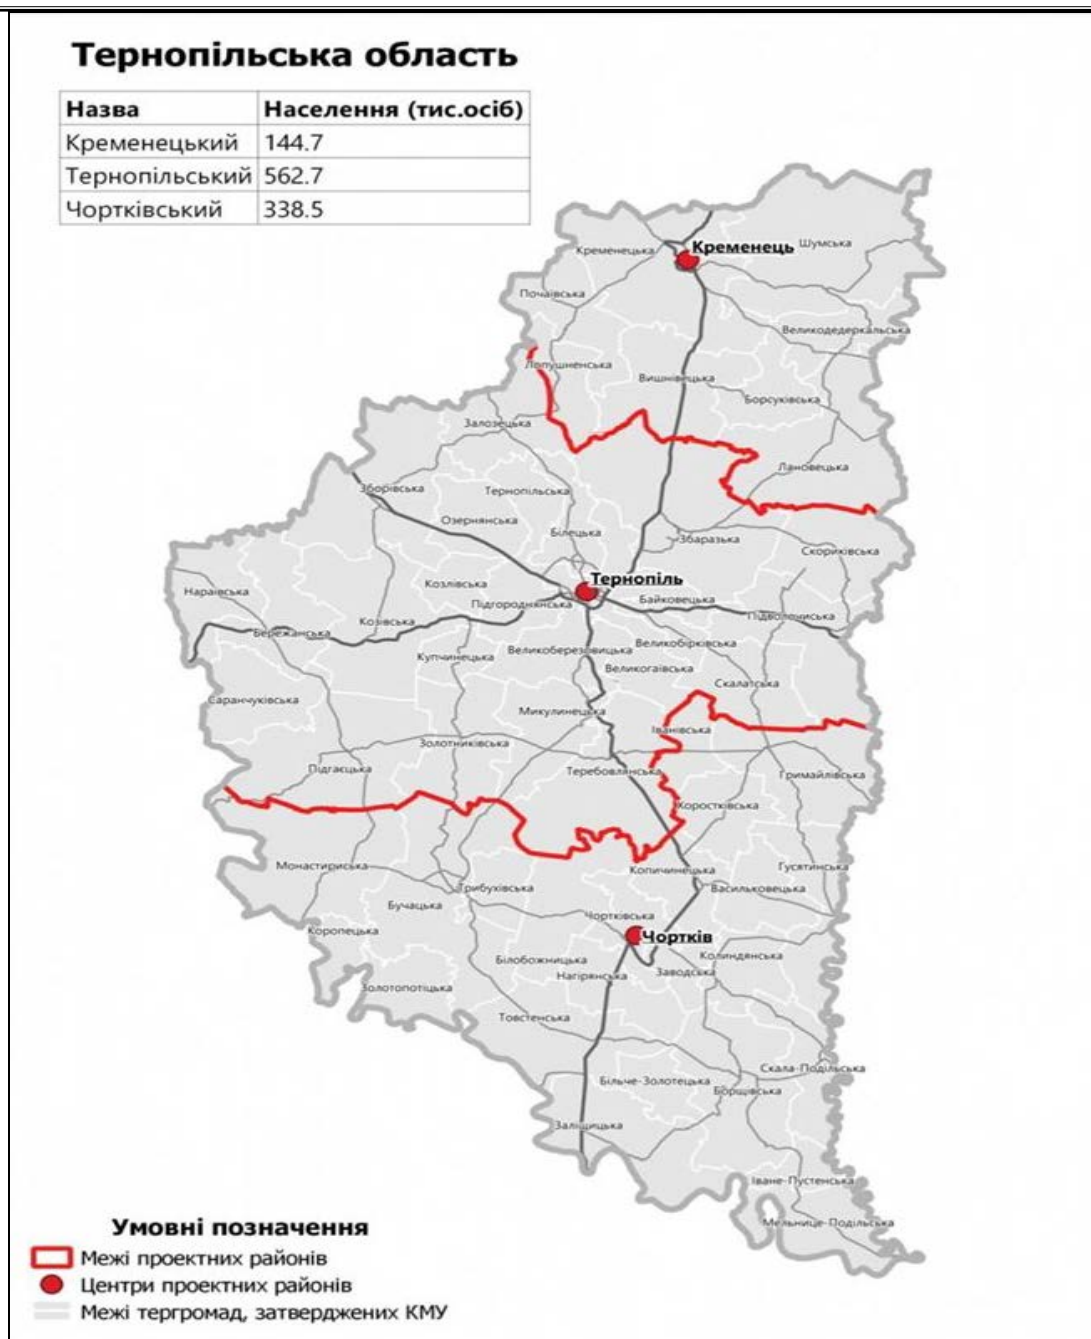 Тернопільська область
Назва Населення (тис.осіб)
Кременецький 144.7
Тернопільський 562.7
Чортківський 338.5
Шумська
Кременець
Кременецька
Почаївська
Великодедеркальська
Лопушненська
Вишнівецька
Борсуківська
Залозецька
Лановецька
Зборівська
Тернопільська
Озернянська
Білецька
Збаразька
Скориківська
Тернопіль
Козлівська
Нараївська
Підгороднянська
Байковецька
Підволочиська
Козівська
Бережанська
Великобірківська
Великоберезовицька
Купчинецька
Великогаївська
Скалатська
Саранчуківська
Микулинецька
Іванівська
Золотниківська
Підгаєцька
Теребовлянська
Гримайлівська
Коростківська
Монастириська
Копичинецька
Гусятинська
Трибухівська
Васильковецька
Бучацька
Чортківська
Коропецька
Чортків
Колиндянська
Білобожницька
Нагірянська
Заводська
Золотопотіцька
Товстенська
Скала-Подільська
Більче-Золотецька
Борщівська
Заліщицька
Іване-Пустенська
Мельнице-Подільська
Умовні позначення
Межі проектних районів
Центри проектних районів
Межі тергромад, затверджених КМУ